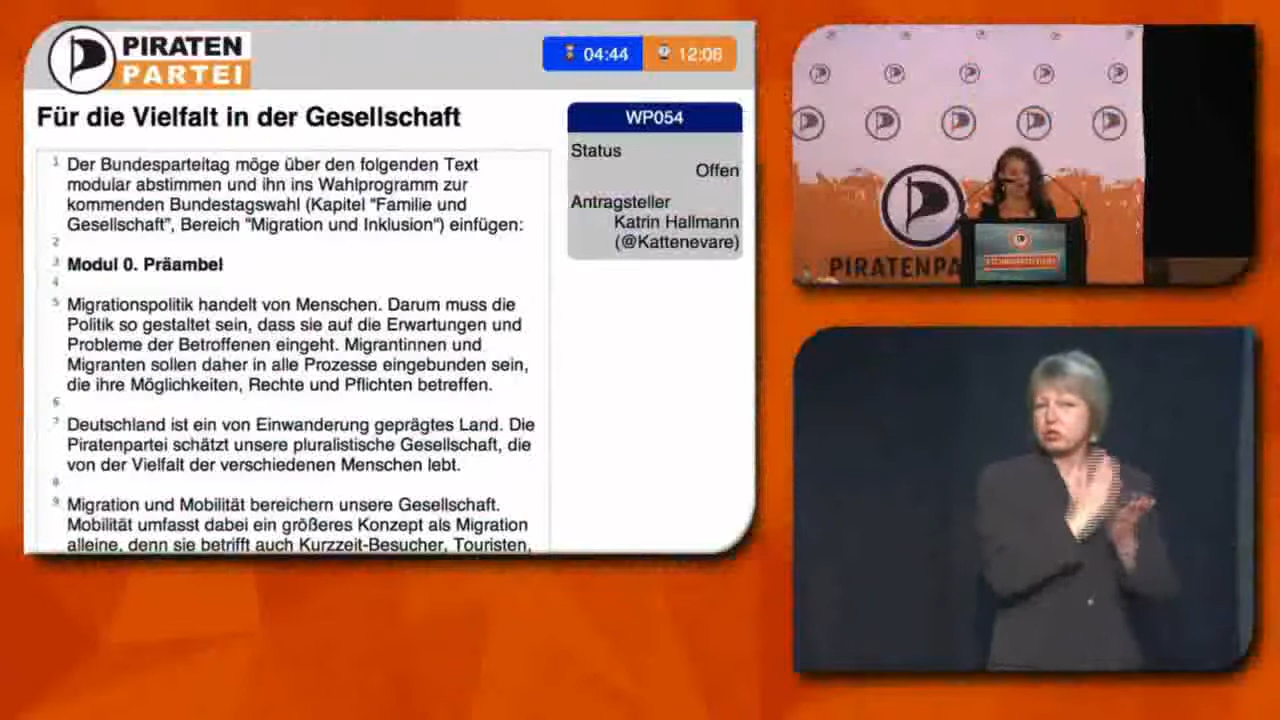 PIRATEN
PARTEI
04:44
12:06
Für die Vielfalt in der Gesellschaft
WP054
Status
Offen
Antragsteller
Katrin Hallmann
(@Kattenevare)
1 Der Bundesparteitag möge über den folgenden Text
modular abstimmen und ihn ins Wahlprogramm zur
kommenden Bundestagswahl (Kapitel “Familie und
Gesellschaft”, Bereich “Migration und Inklusion”) einfügen:
2
3 Modul 0. Präambel
4
5 Migrationspolitik handelt von Menschen. Darum muss die
Politik so gestaltet sein, dass sie auf die Erwartungen und
Probleme der Betroffenen eingeht. Migrantinnen und
Migranten sollen daher in alle Prozesse eingebunden sein,
die ihre Möglichkeiten, Rechte und Pflichten betreffen.
6
7 Deutschland ist ein von Einwanderung geprägtes Land. Die
Piratenpartei schätzt unsere pluralistische Gesellschaft, die
von der Vielfalt der verschiedenen Menschen lebt.
8
9 Migration und Mobilität bereichern unsere Gesellschaft.
Mobilität umfasst dabei ein größeres Konzept als Migration
alleine, denn sie betrifft auch Kurzzeit-Besucher, Touristen,
PIRATENPA